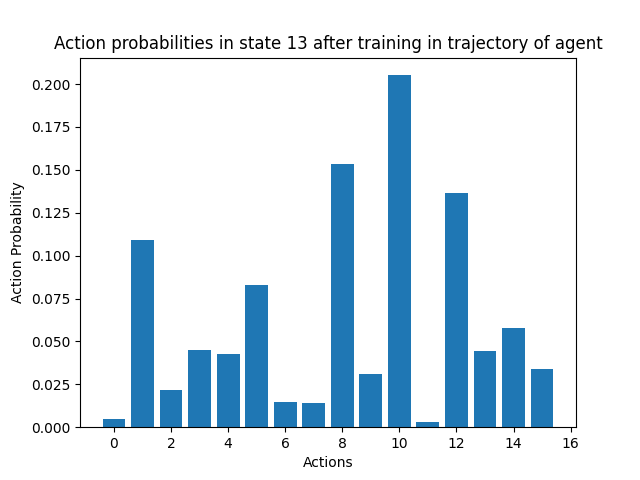 Action probabilities in state 13 after training in trajectory of agent
0.200
0.175
0.150
0.125
0.100
0.075
0.050
0.025
0.000
Action Probability
0 2 4 6 8 10 12 14 16
Actions